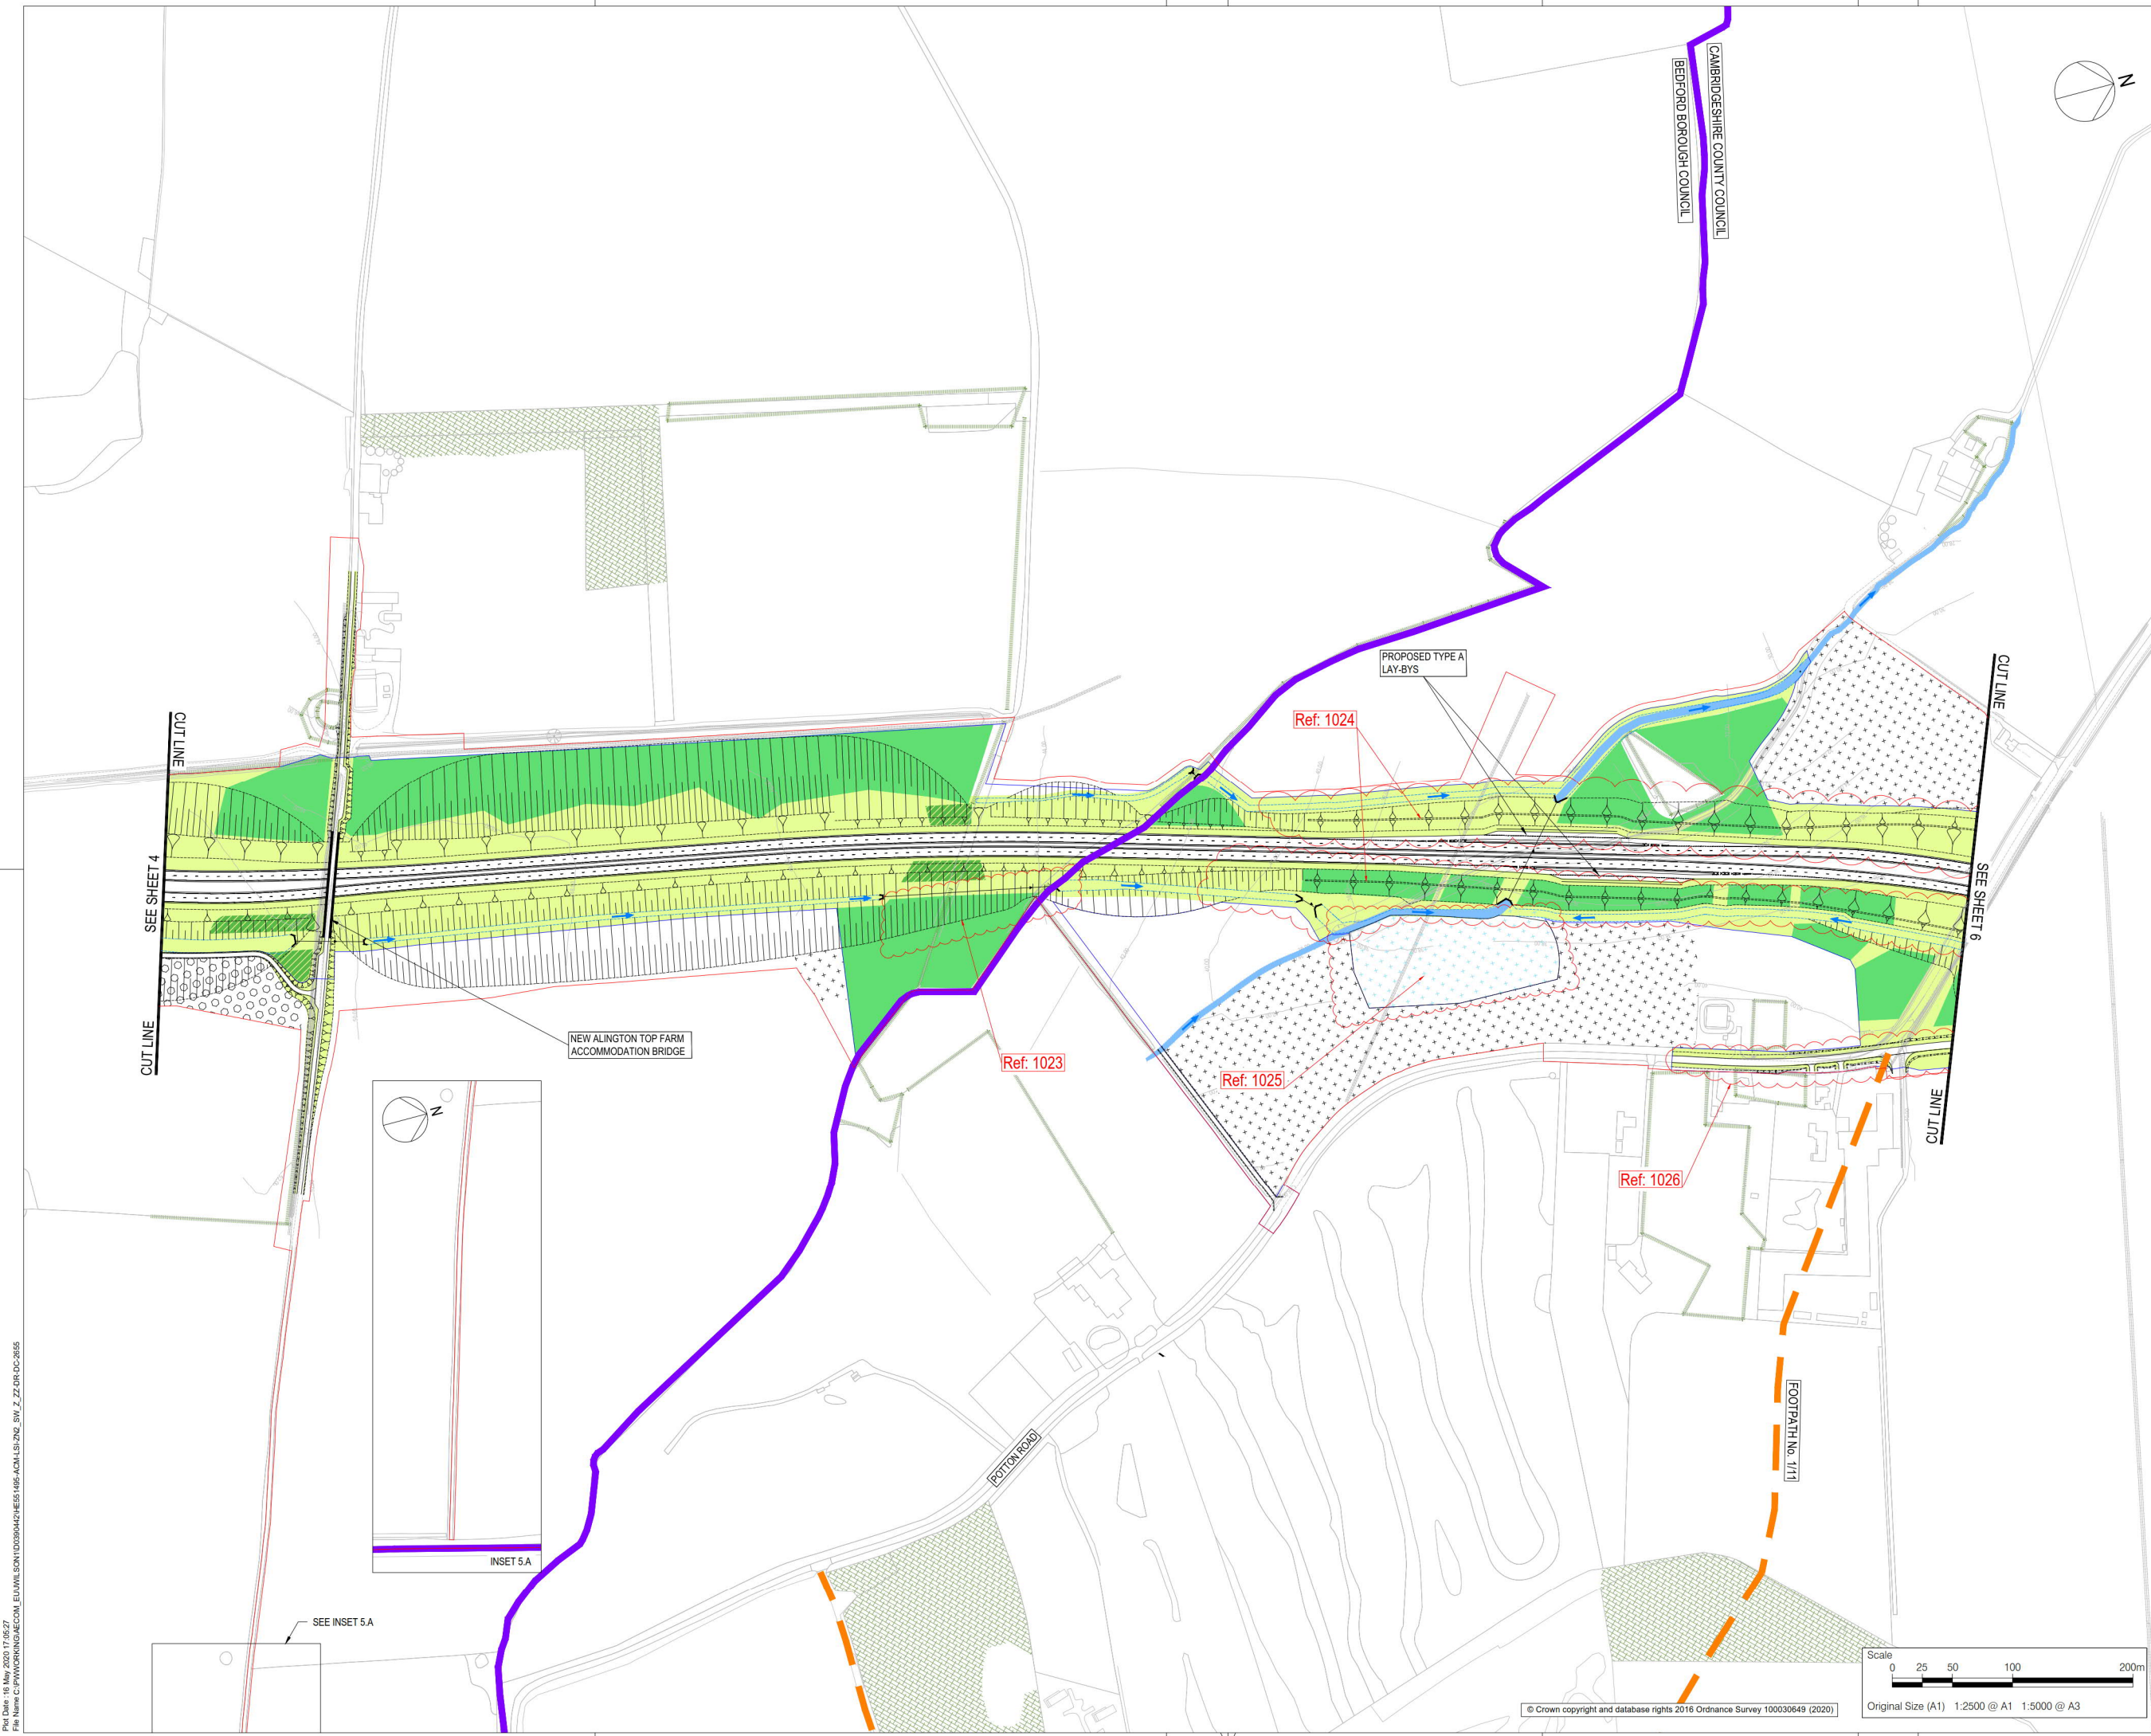 CAMBRIDGESHIRE COUNTY COUNCIL
BEDFORD BOROUGH COUNCIL
N
PROPOSED TYPE A
LAY-BYS
CUT LINE
CUT LINE
Ref: 1024
SEE SHEET 4
SEE SHEET 6
CUT LINE
NEW ALINGTON TOP FARM
ACCOMMODATION BRIDGE
Ref: 1023
Ref: 1025
CUT LINE
Ref: 1026
N
INSET 5.A
POTTON ROAD
FOOTPATH No. 1/11
SEE INSET 5.A
Scale
0 25 50 100 200m
Original Size (A1) 1:2500 @ A1 1:5000 @ A3
© Crown copyright and database rights 2016 Ordnance Survey 100030649 (2020)
Plot Date :16 May 2020 17:05:27